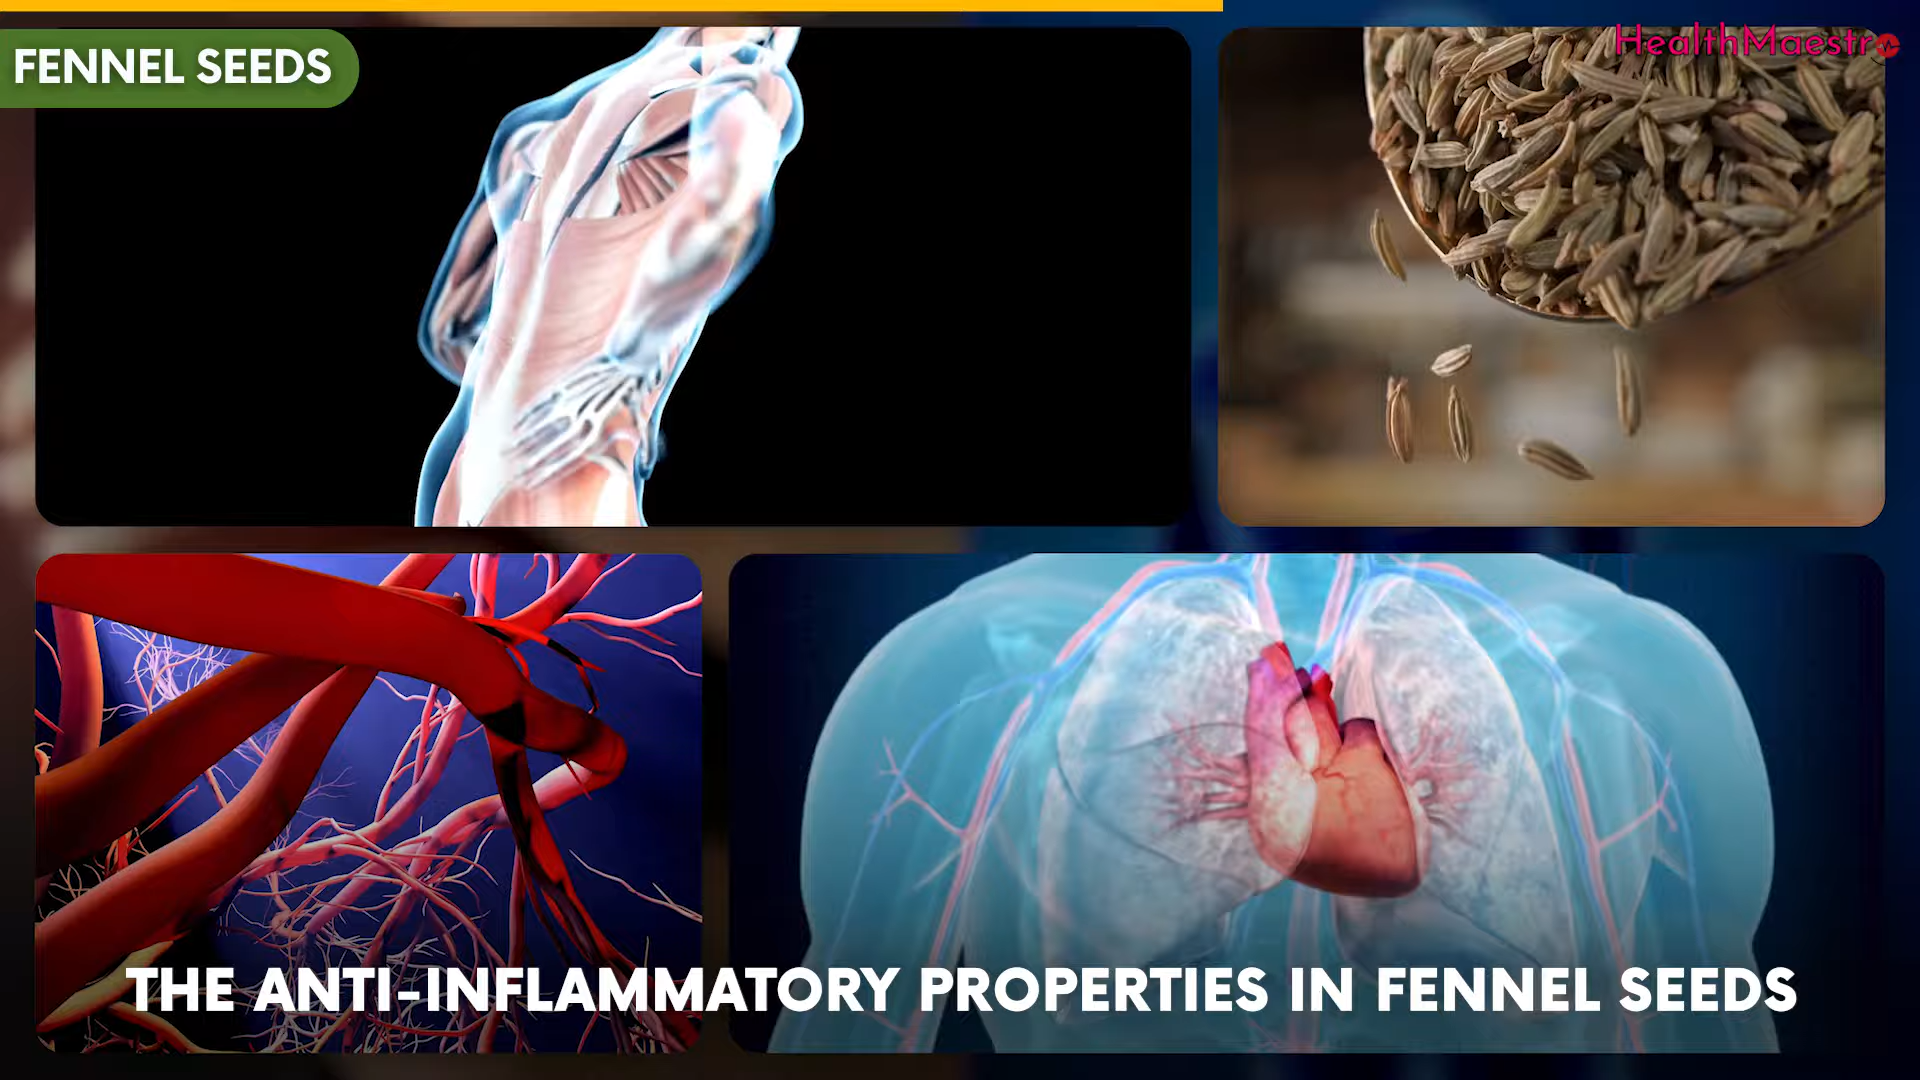 FENNEL SEEDS
HealthMaestro
THE ANTI-INFLAMMATORY PROPERTIES IN FENNEL SEEDS